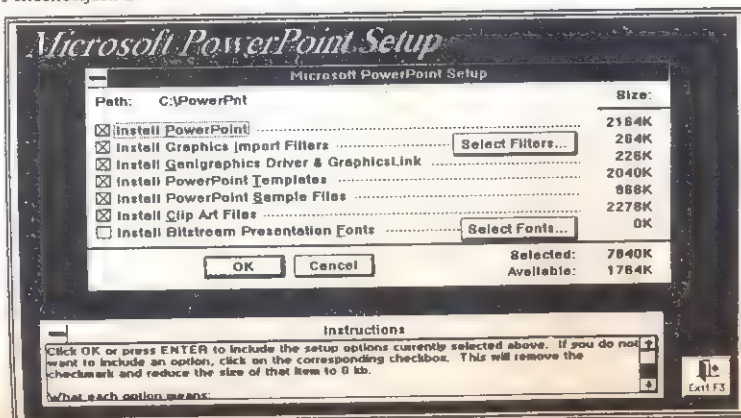 Microsoft PowerPoint Setup
Microsoft PowerPoint Setup
Path: C:\PowerPnt Size:
Install PowerPoint 2184K
Install Graphics Import Filters Select Filters... 264K
Install Genigraphics Driver & GraphicsLink 226K
Install PowerPoint Templates 2040K
Install PowerPoint Sample Files 888K
Install Clip Art Files 2278K
Install Bitstream Presentation Fonts Select Fonts... 0K
OK Cancel Selected: 7840K
Available: 1764K
Instructions
Click OK or press ENTER to include the setup options currently selected above. If you do not
want to include an option, click on the corresponding checkbox. This will remove the
checkmark and reduce the size of that item to 0 kb.
What each option means:
Exit F3